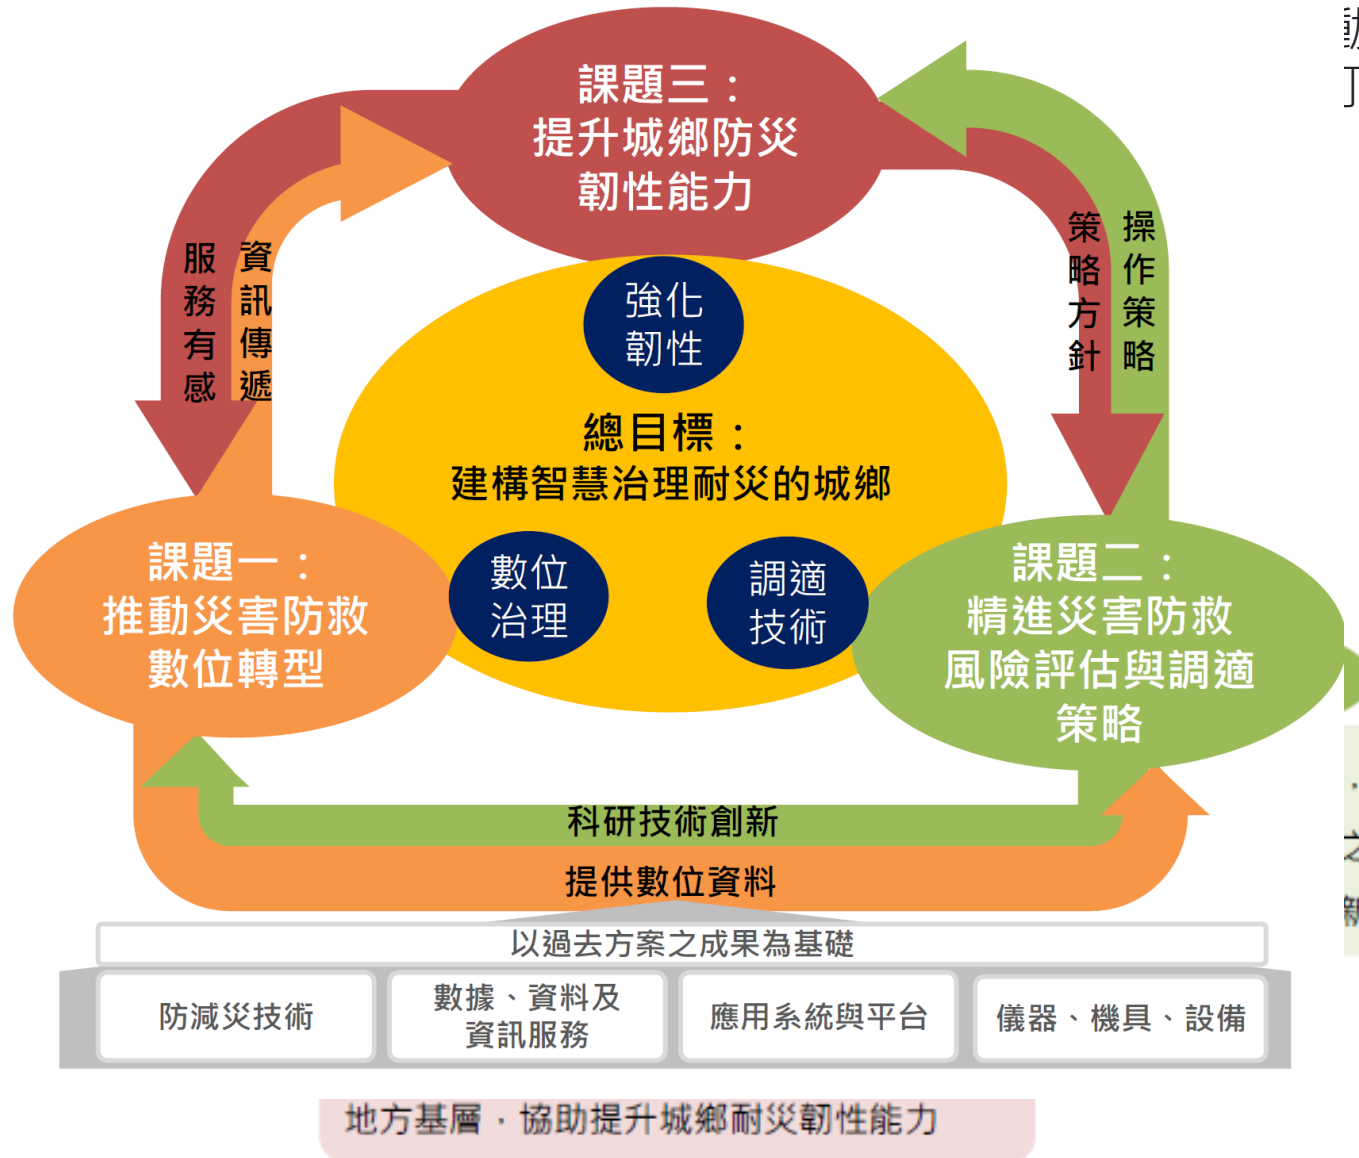 課題三：
提升城鄉防災
韌性能力
服務有感
資訊傳遞
策略方針
操作策略
強化
韌性
總目標：
建構智慧治理耐災的城鄉
數位
治理
調適
技術
課題一：
推動災害防救
數位轉型
課題二：
精進災害防救
風險評估與調適
策略
科研技術創新
提供數位資料
以過去方案之成果為基礎
防減災技術
數據、資料及
資訊服務
應用系統與平台
儀器、機具、設備
地方基層，協助提升城鄉耐災韌性能力